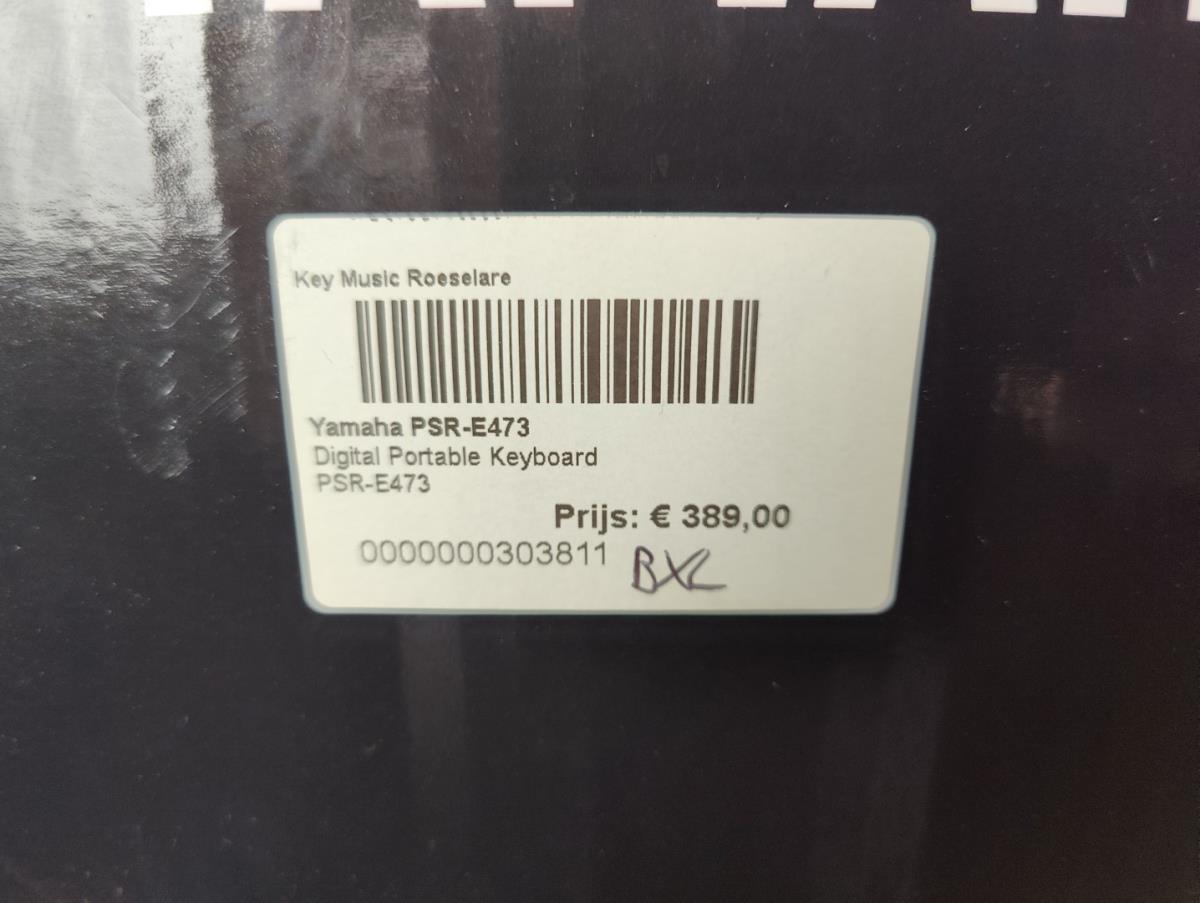 Key Music Roeselare
Yamaha PSR-E473
Digital Portable Keyboard
PSR-E473
Prijs: € 389,00
0000000303811
BXL